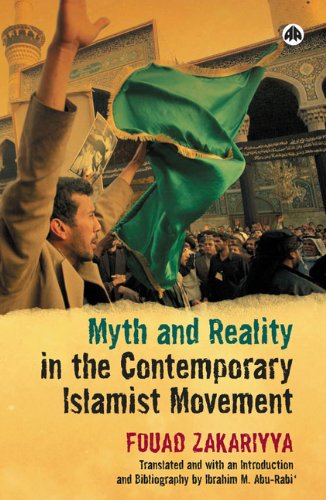 Myth and Reality
in the Contemporary
Islamist Movement
FOUAD ZAKARIYYA
Translated and with an Introduction
and Bibliography by Ibrahim M. Abu-Rabiʿ